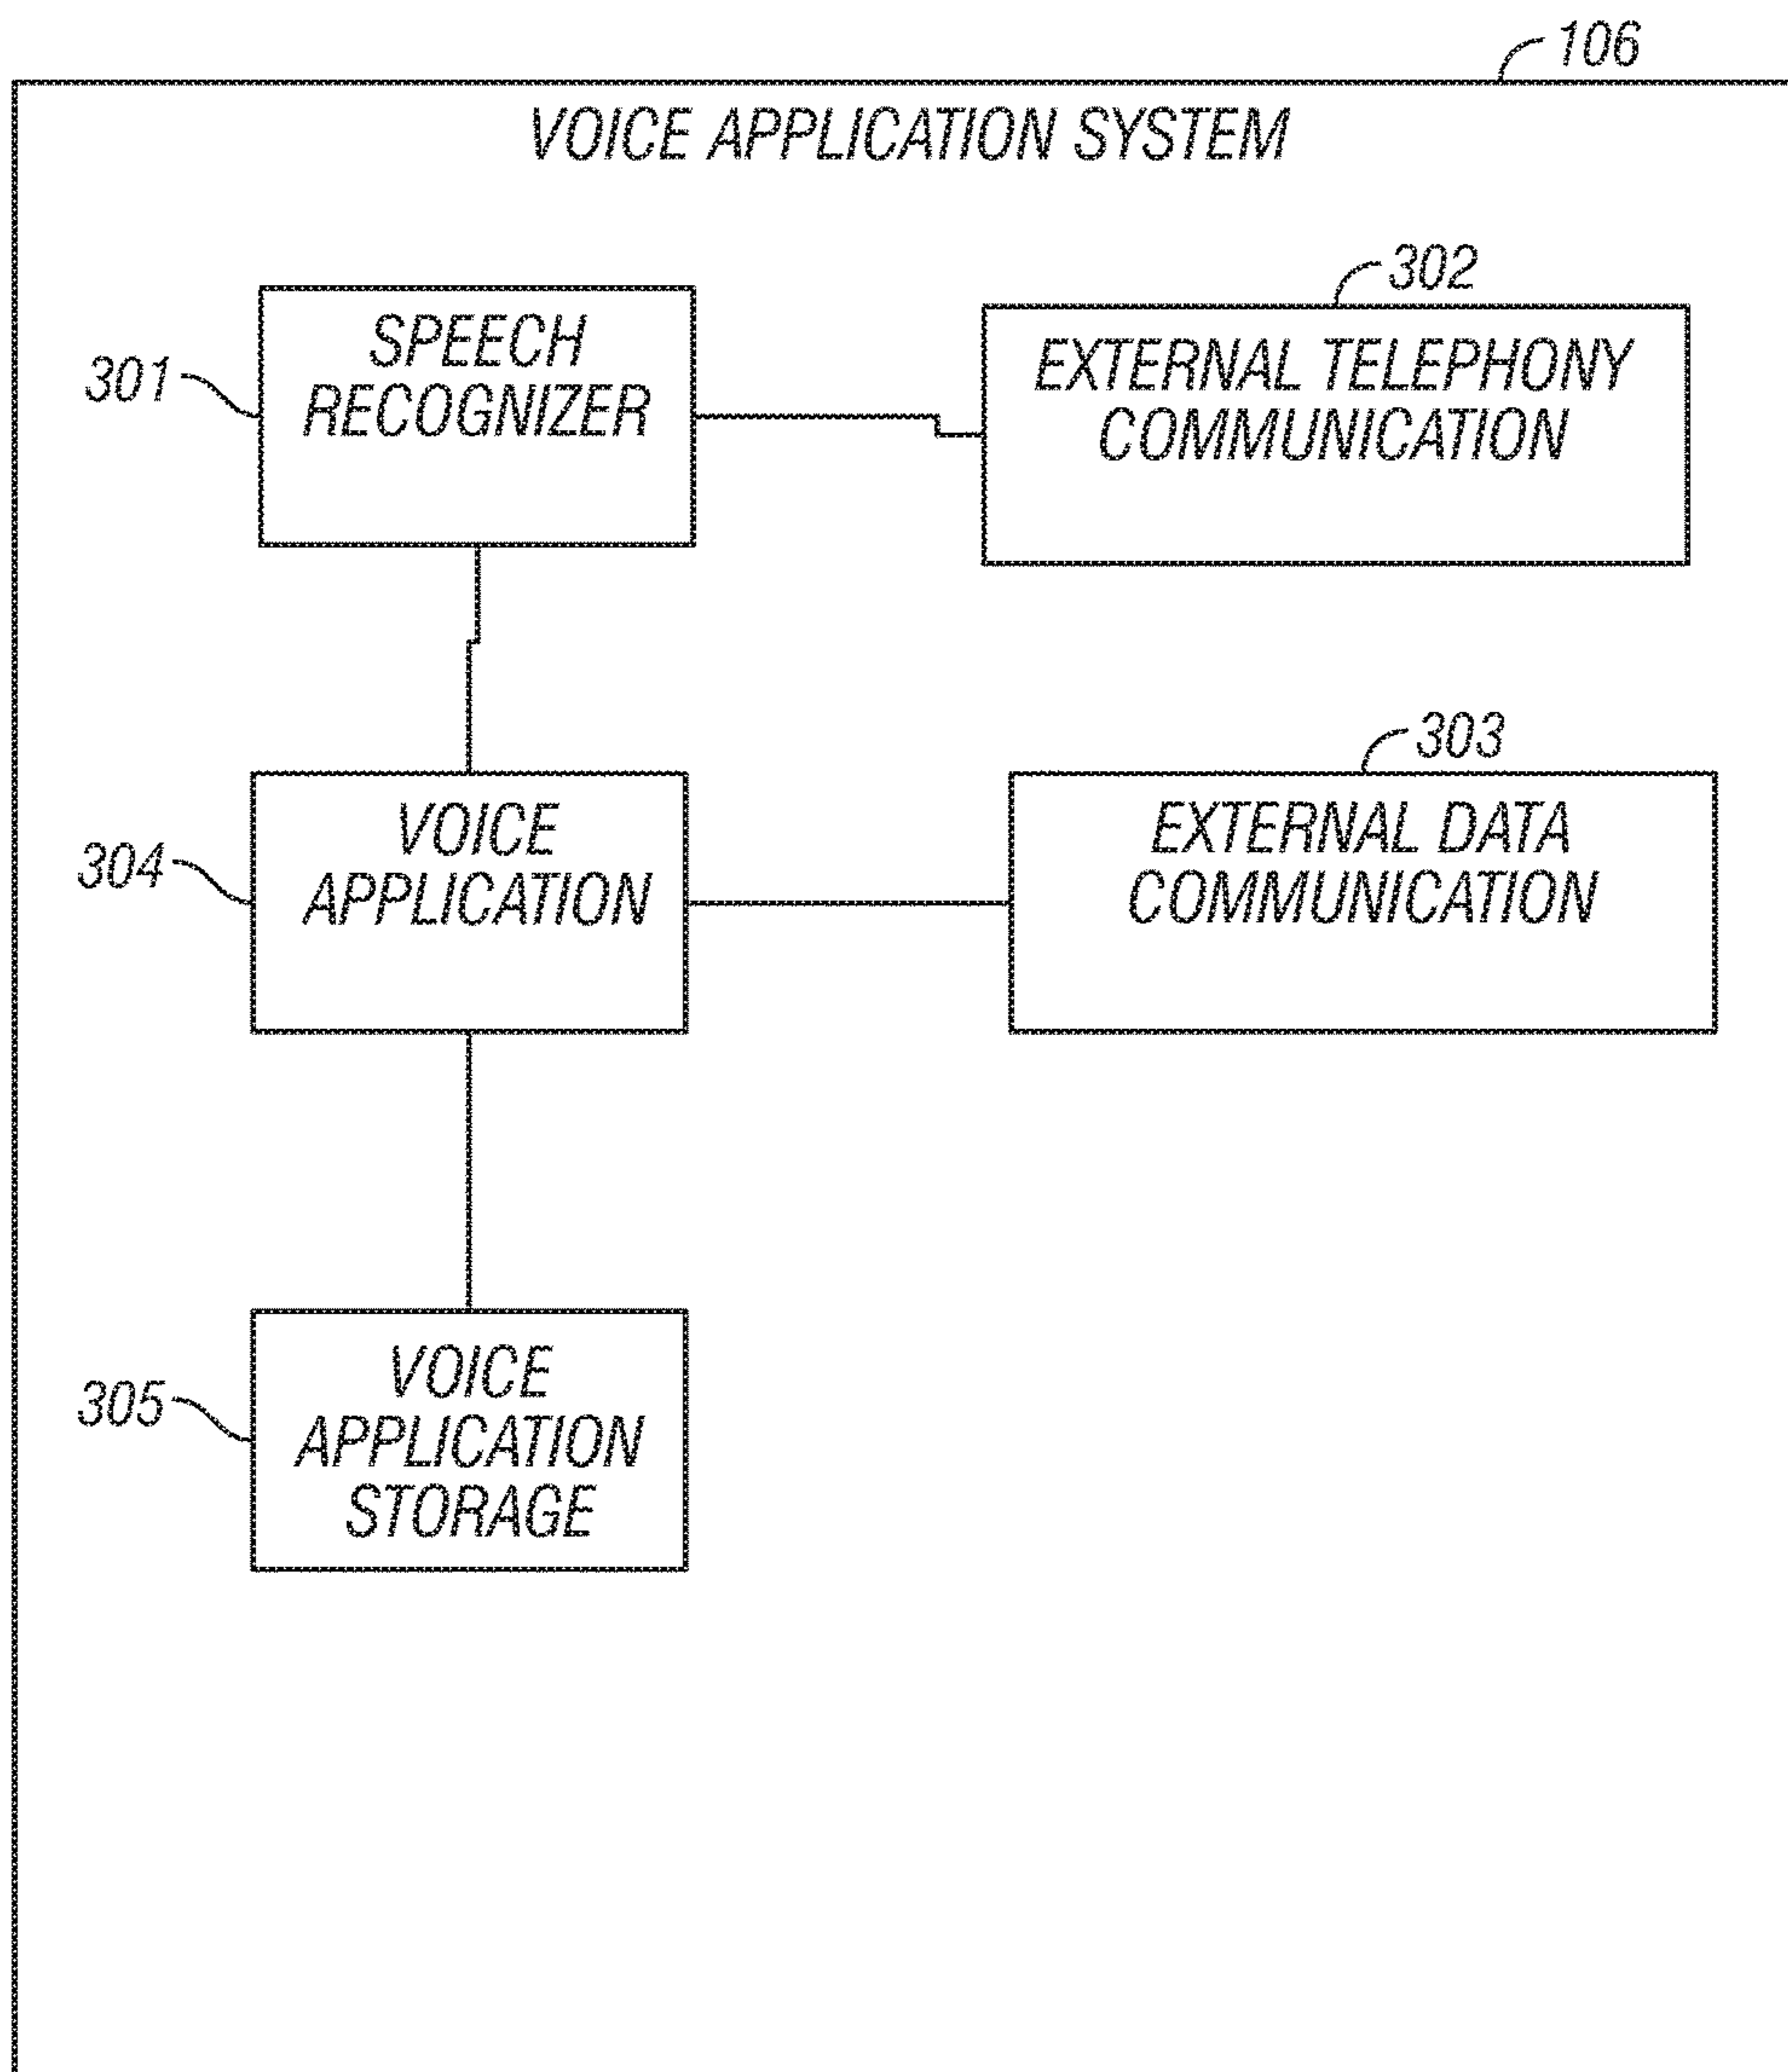 106
VOICE APPLICATION SYSTEM
301
SPEECH
RECOGNIZER
302
EXTERNAL TELEPHONY
COMMUNICATION
304
VOICE
APPLICATION
303
EXTERNAL DATA
COMMUNICATION
305
VOICE
APPLICATION
STORAGE